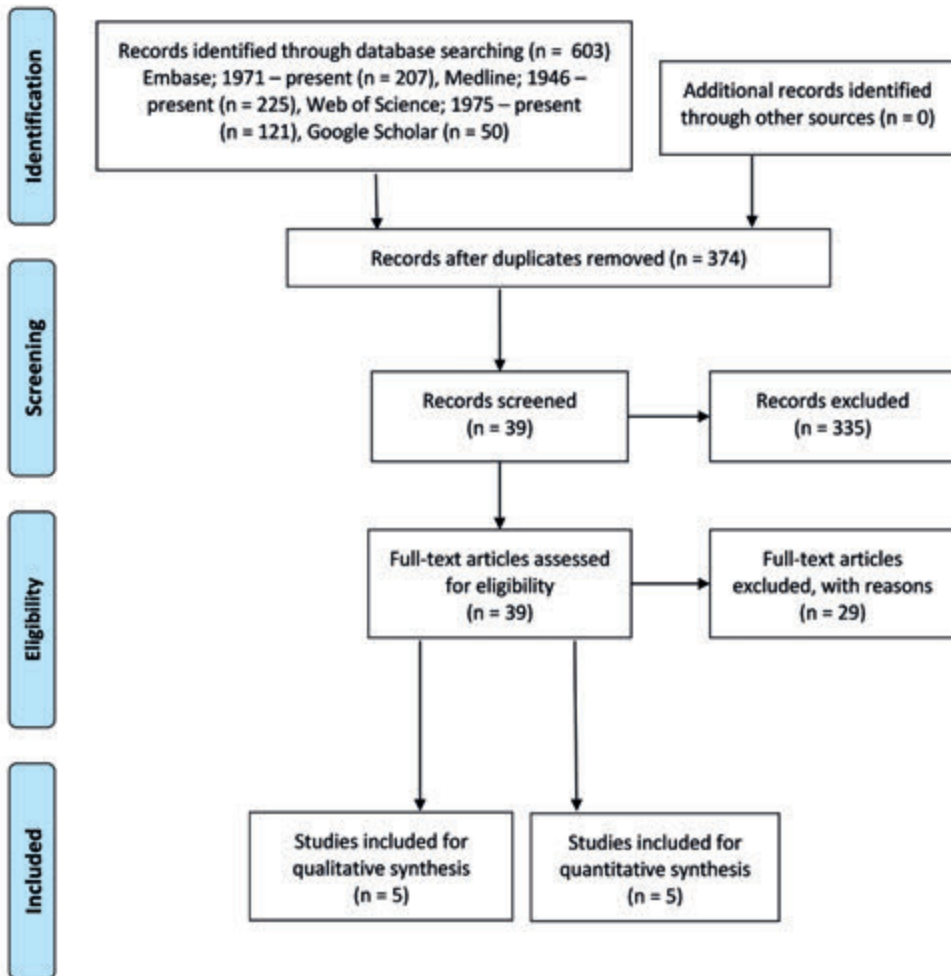 Identification
Records identified through database searching (n =  603)
Embase; 1971 – present (n = 207), Medline; 1946 –
present (n = 225), Web of Science; 1975 – present
(n = 121), Google Scholar (n = 50)
Additional records identified
through other sources (n = 0)
Records after duplicates removed (n = 374)
Screening
Records screened
(n = 39)
Records excluded
(n = 335)
Eligibility
Full-text articles assessed
for eligibility
(n = 39)
Full-text articles
excluded, with reasons
(n = 29)
Included
Studies included for
qualitative synthesis
(n = 5)
Studies included for
quantitative synthesis
(n = 5)